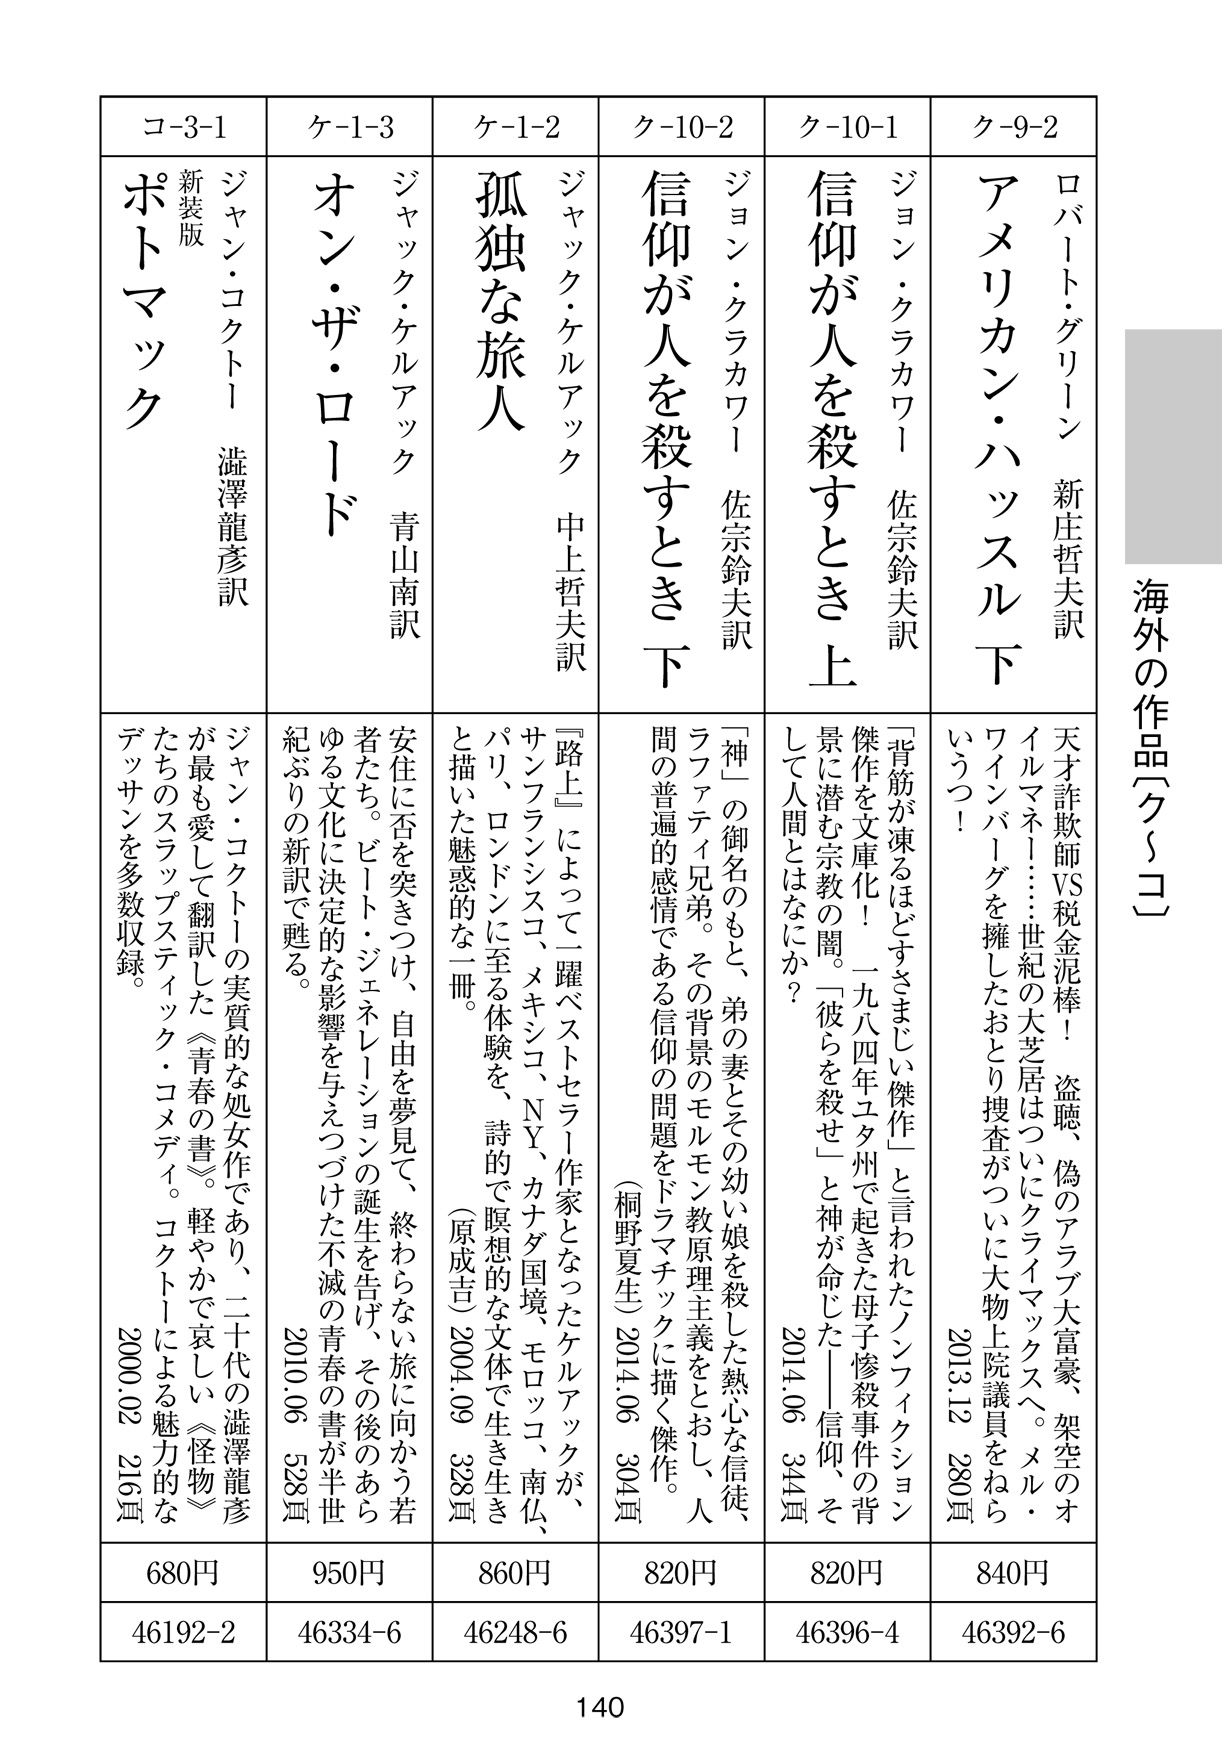 海外の作品〔ク〜コ〕
ク-9-2
ロバート・グリーン　新庄哲夫訳
アメリカン・ハッスル 下
天才詐欺師VS税金泥棒！　盗聴、偽のアラブ大富豪、架空のオ
イルマネー……世紀の大芝居はついにクライマックスへ。メル・
ワインバーグを擁したおとり捜査がついに大物上院議員をねら
いうつ！
2013.12　280頁
840円
46392-6
ク-10-1
ジョン・クラカワー　佐宗鈴夫訳
信仰が人を殺すとき 上
「背筋が凍るほどすさまじい傑作」と言われたノンフィクション
傑作を文庫化！　一九八四年ユタ州で起きた母子惨殺事件の背
景に潜む宗教の闇。「彼らを殺せ」と神が命じた――信仰、そ
して人間とはなにか？
2014.06　344頁
820円
46396-4
ク-10-2
ジョン・クラカワー　佐宗鈴夫訳
信仰が人を殺すとき 下
「神」の御名のもと、弟の妻とその幼い娘を殺した熱心な信徒、
ラファティ兄弟。その背景のモルモン教原理主義をとおし、人
間の普遍的感情である信仰の問題をドラマチックに描く傑作。
（桐野夏生）2014.06　304頁
820円
46397-1
ケ-1-2
ジャック・ケルアック　中上哲夫訳
孤独な旅人
『路上』によって一躍ベストセラー作家となったケルアックが、
サンフランシスコ、メキシコ、NY、カナダ国境、モロッコ、南仏、
パリ、ロンドンに至る体験を、詩的で瞑想的な文体で生き生き
と描いた魅惑的な一冊。
（原成吉）2004.09　328頁
860円
46248-6
ケ-1-3
ジャック・ケルアック　青山南訳
オン・ザ・ロード
安住に否を突きつけ、自由を夢見て、終わらない旅に向かう若
者たち。ビート・ジェネレーションの誕生を告げ、その後のあら
ゆる文化に決定的な影響を与えつづけた不滅の青春の書が半世
紀ぶりの新訳で甦る。
2010.06　528頁
950円
46334-6
コ-3-1
ジャン・コクトー　澁澤龍彥訳
新装版
ポトマック
ジャン・コクトーの実質的な処女作であり、二十代の澁澤龍彥
が最も愛して翻訳した《青春の書》。軽やかで哀しい《怪物》
たちのスラップスティック・コメディ。コクトーによる魅力的な
デッサンを多数収録。
2000.02　216頁
680円
46192-2
140